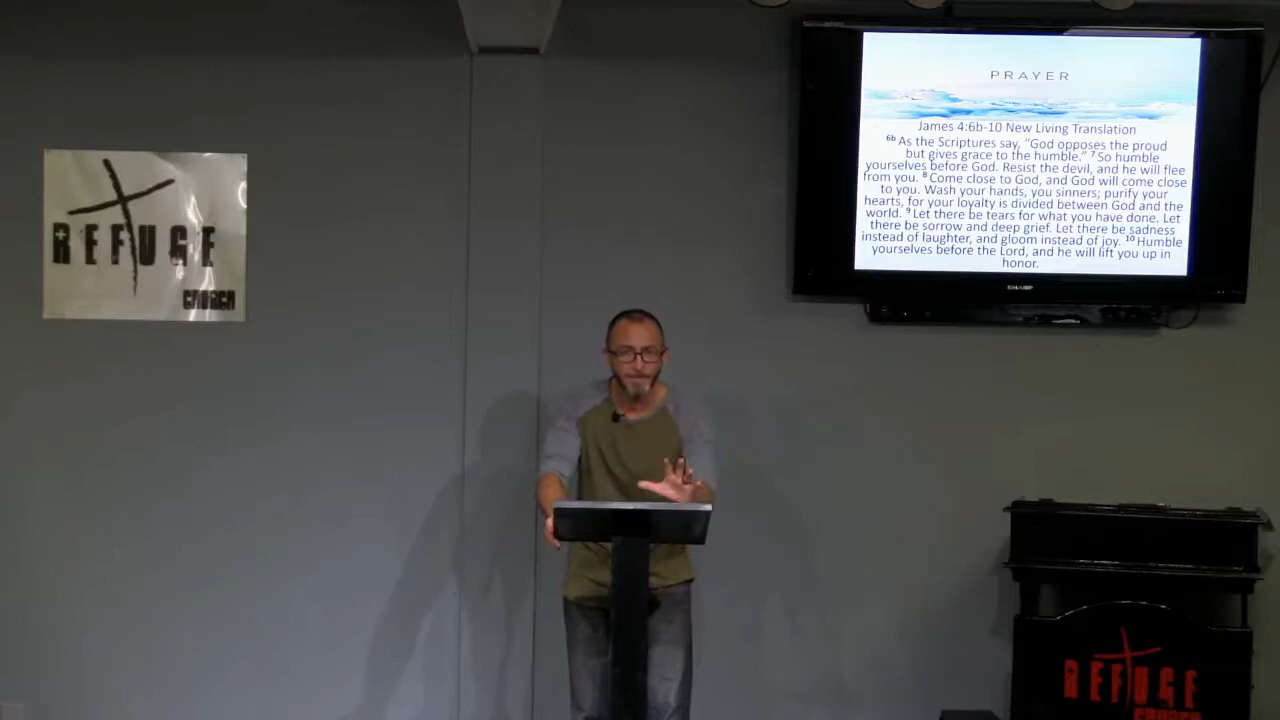 REFUGE
CHURCH
PRAYER
James 4:6b-10 New Living Translation
6b As the Scriptures say, “God opposes the proud
but gives grace to the humble.” 7 So humble
yourselves before God. Resist the devil, and he will flee
from you. 8 Come close to God, and God will come close
to you. Wash your hands, you sinners; purify your
hearts, for your loyalty is divided between God and the
world. 9 Let there be tears for what you have done. Let
there be sorrow and deep grief. Let there be sadness
instead of laughter, and gloom instead of joy. 10 Humble
yourselves before the Lord, and he will lift you up in
honor.
SHARP
REFUGE
CHURCH